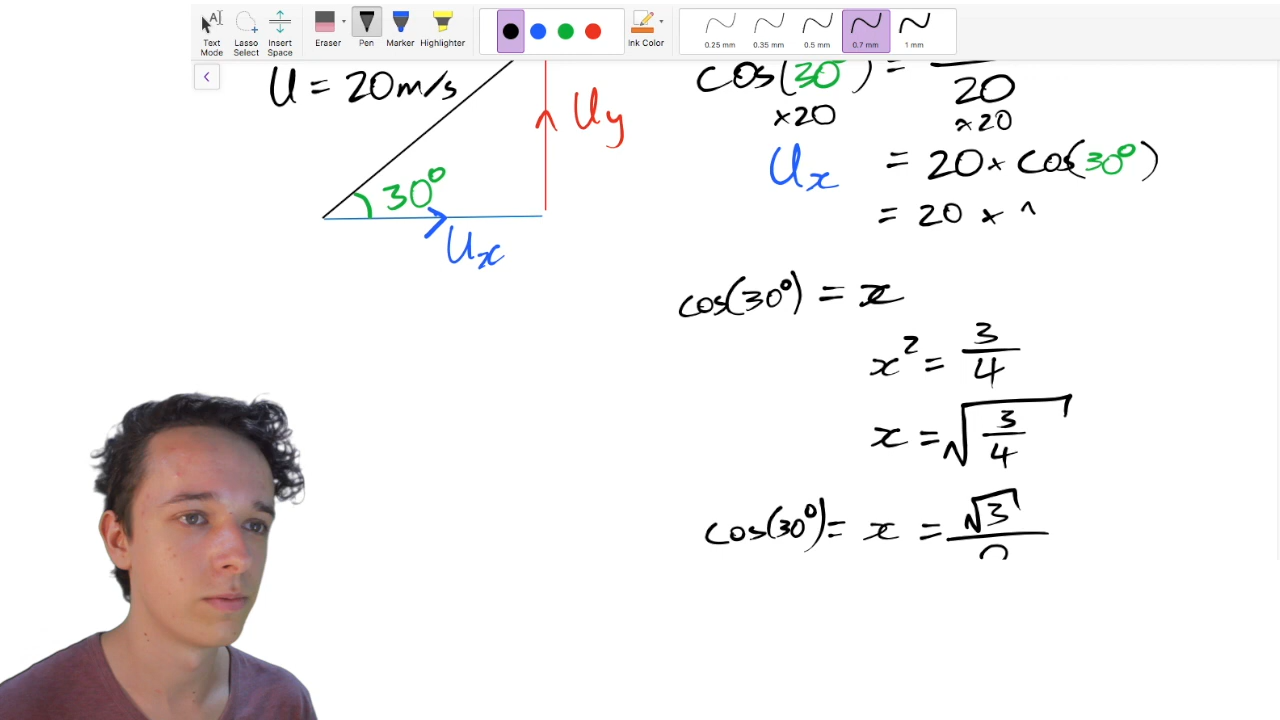 Text Mode
Lasso Select
Insert Space
Eraser
Pen
Marker
Highlighter
Ink Color
0.25 mm
0.35 mm
0.5 mm
0.7 mm
1 mm
U = 20m/s
Uy
30°
Ux
cos(30°) =
20
×20 ×20
Ux = 20 × cos(30°)
= 20 ×
cos(30°) = x
x² = 3/4
x = √(3/4)
cos(30°) = x = √3